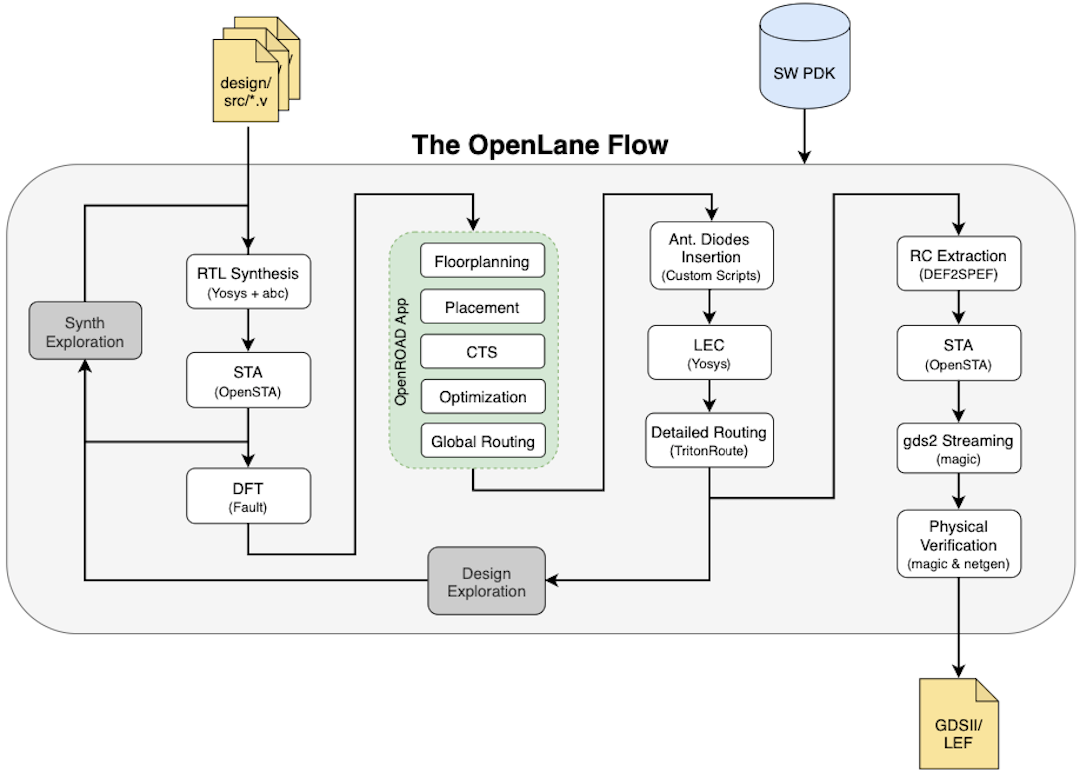 design/
src/*.v
SW PDK
The OpenLane Flow
RTL Synthesis
(Yosys + abc)
Synth
Exploration
STA
(OpenSTA)
DFT
(Fault)
OpenROAD App
Floorplanning
Placement
CTS
Optimization
Global Routing
Design
Exploration
Ant. Diodes
Insertion
(Custom Scripts)
LEC
(Yosys)
Detailed Routing
(TritonRoute)
RC Extraction
(DEF2SPEF)
STA
(OpenSTA)
gds2 Streaming
(magic)
Physical
Verification
(magic & netgen)
GDSII/
LEF